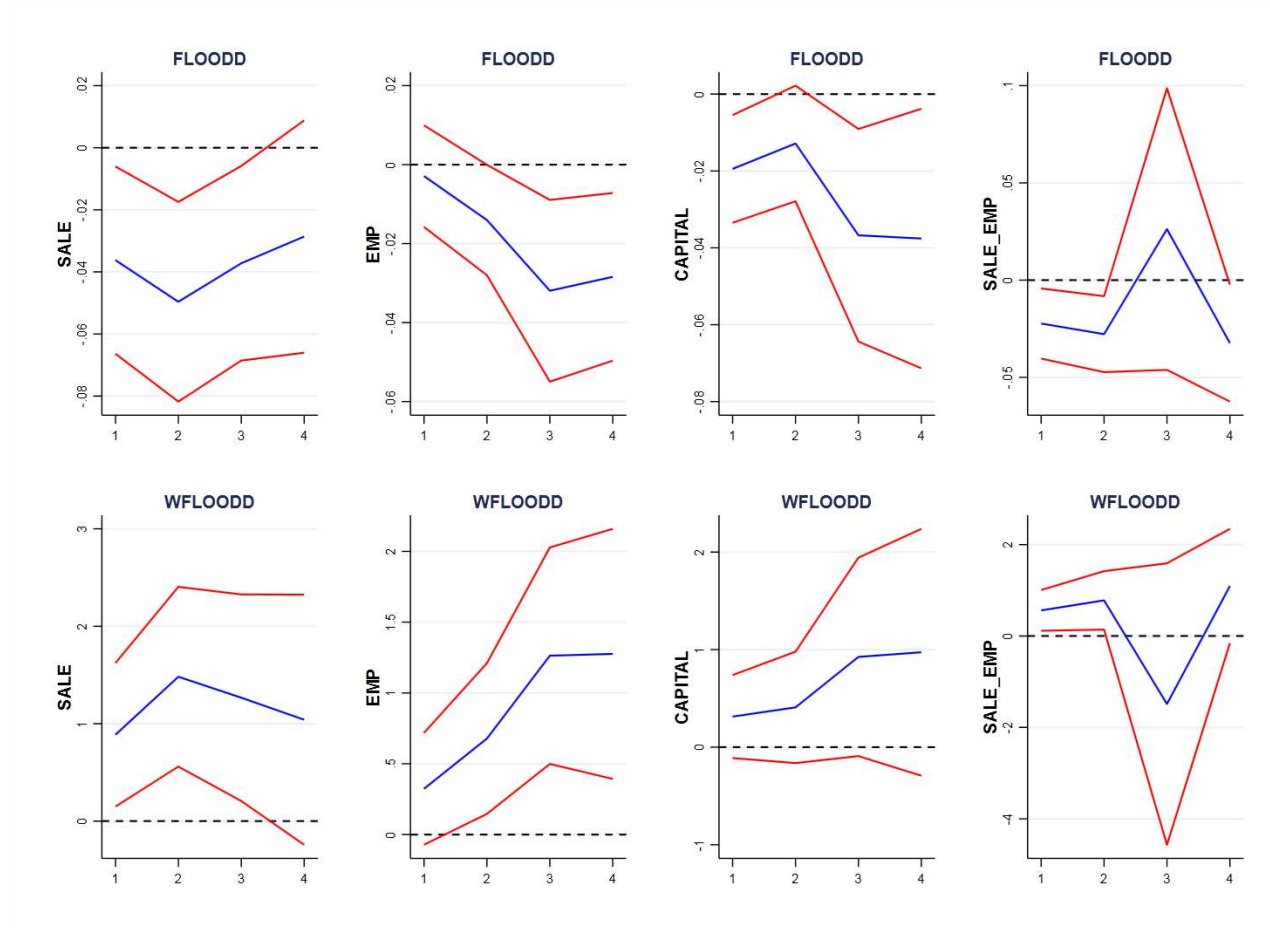 FLOODD
SALE
.02
0
-.02
-.04
-.06
-.08
1 2 3 4
FLOODD
EMP
.02
0
-.02
-.04
-.06
1 2 3 4
FLOODD
CAPITAL
0
-.02
-.04
-.06
-.08
1 2 3 4
FLOODD
SALE_EMP
.1
.05
0
-.05
1 2 3 4
WFLOODD
SALE
3
2
1
0
1 2 3 4
WFLOODD
EMP
2
1.5
1
.5
0
1 2 3 4
WFLOODD
CAPITAL
2
1
0
-1
1 2 3 4
WFLOODD
SALE_EMP
2
0
-2
-4
1 2 3 4